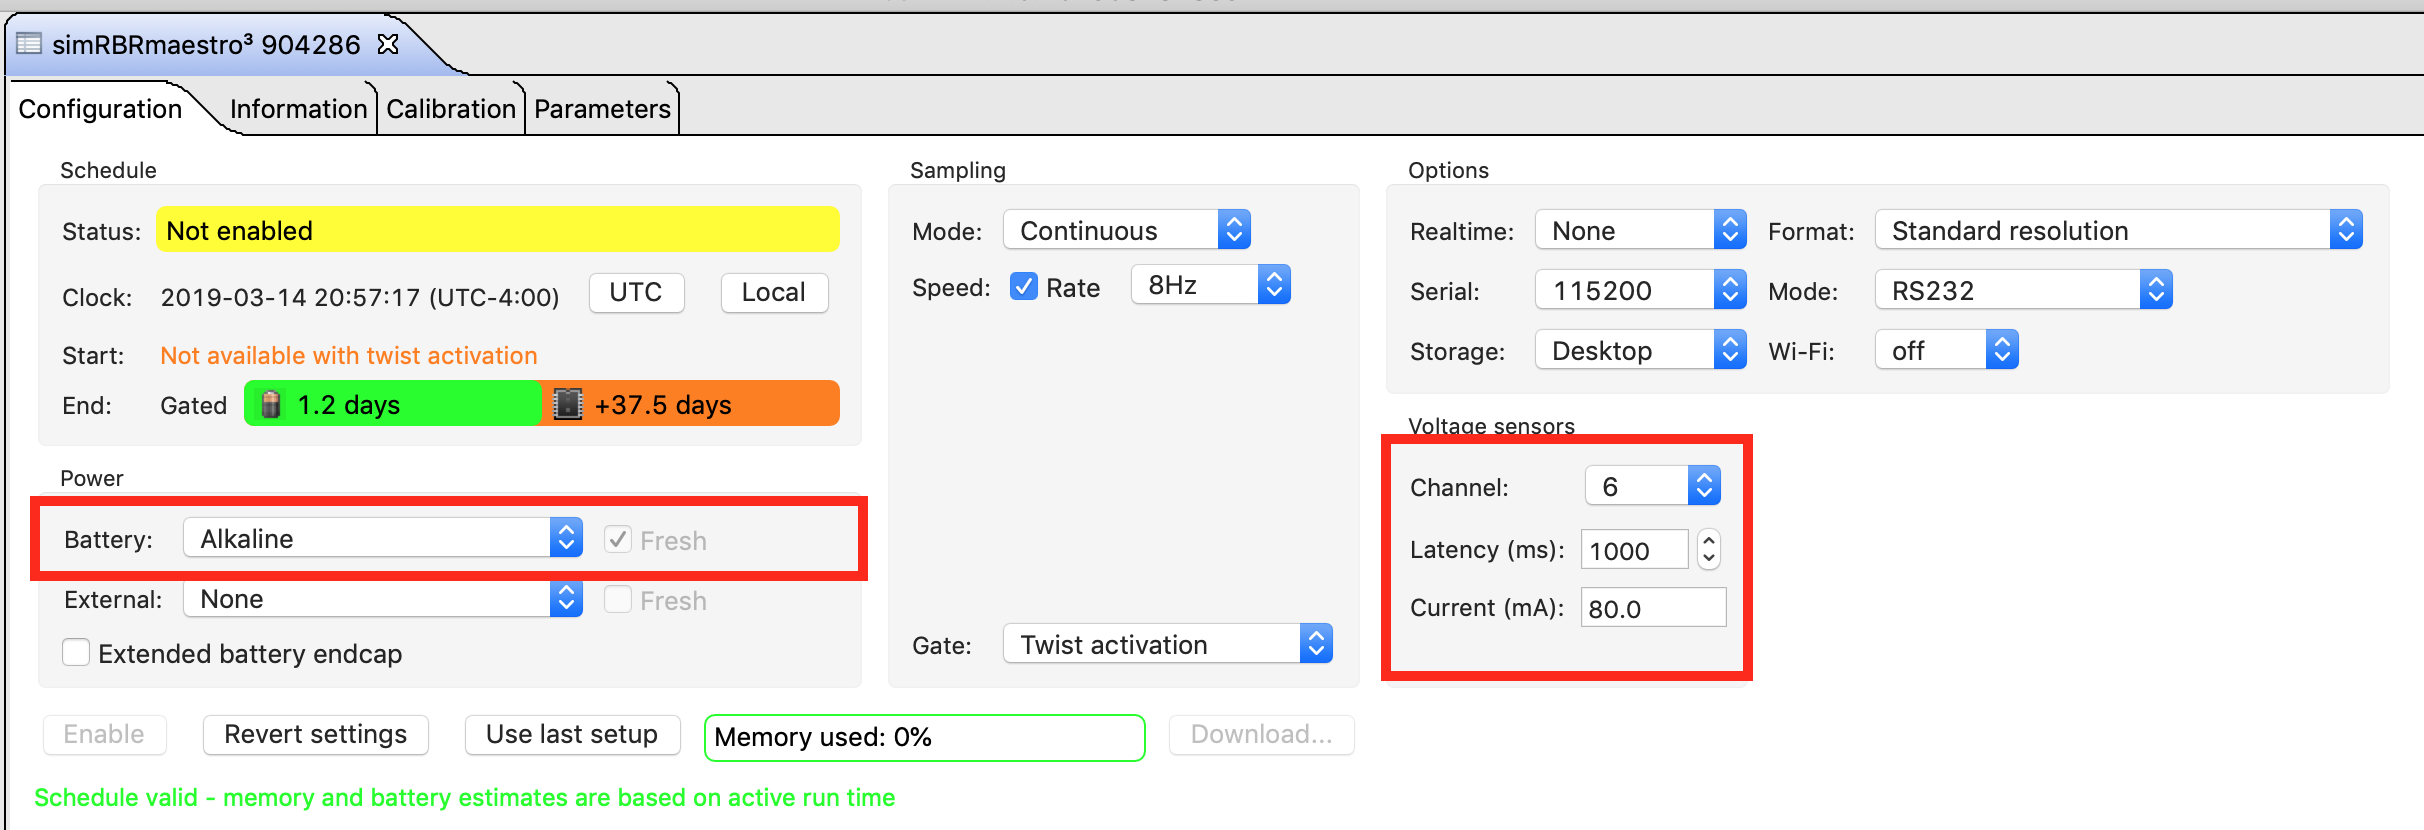 simRBRmaestro³ 904286
Configuration Information Calibration Parameters
Schedule
Status: Not enabled
Clock: 2019-03-14 20:57:17 (UTC-4:00) UTC Local
Start: Not available with twist activation
End: Gated 1.2 days +37.5 days
Power
Battery: Alkaline Fresh
External: None Fresh
Extended battery endcap
Sampling
Mode: Continuous
Speed: Rate 8Hz
Gate: Twist activation
Options
Realtime: None Format: Standard resolution
Serial: 115200 Mode: RS232
Storage: Desktop Wi-Fi: off
Voltage sensors
Channel: 6
Latency (ms): 1000
Current (mA): 80.0
Enable Revert settings Use last setup Memory used: 0% Download...
Schedule valid - memory and battery estimates are based on active run time